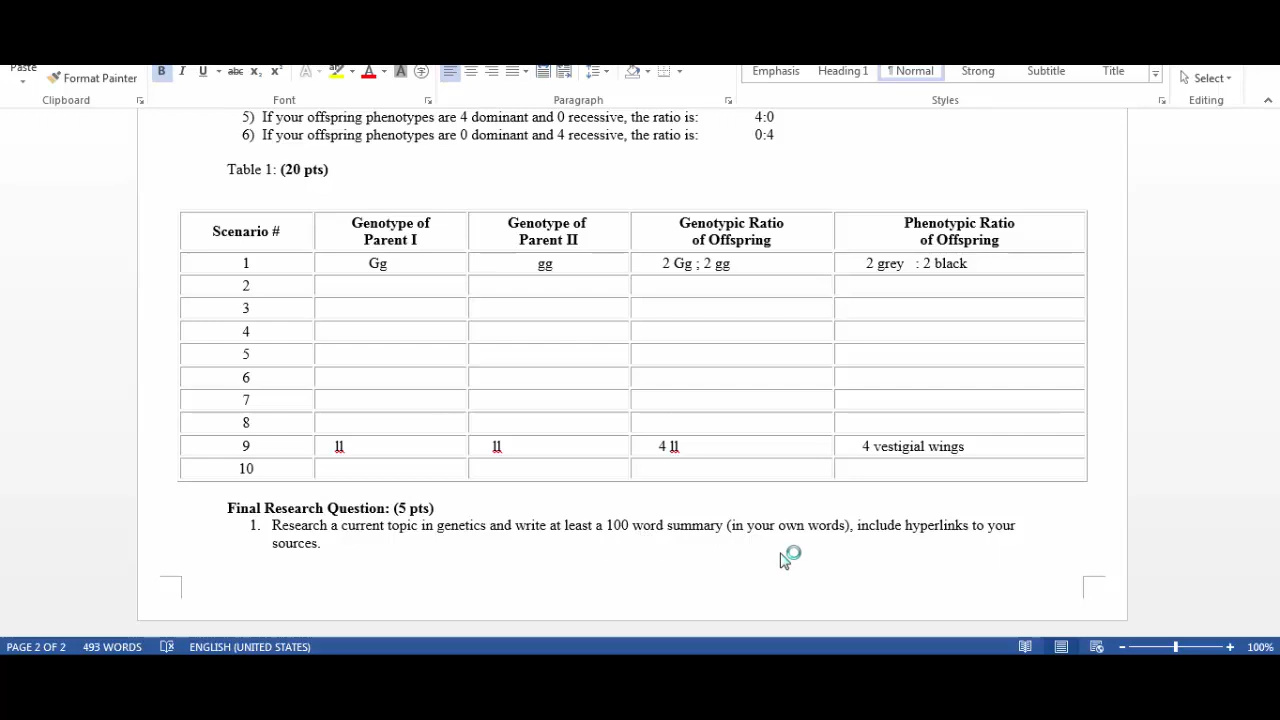 Paste
Format Painter
B I U abc X₂ X² A ab A A
Emphasis Heading 1 ¶ Normal Strong Subtitle Title
Select
Clipboard Font Paragraph Styles Editing
5) If your offspring phenotypes are 4 dominant and 0 recessive, the ratio is: 4:0
6) If your offspring phenotypes are 0 dominant and 4 recessive, the ratio is: 0:4
Table 1: (20 pts)
Scenario # Genotype of Parent I Genotype of Parent II Genotypic Ratio of Offspring Phenotypic Ratio of Offspring
1 Gg gg 2 Gg ; 2 gg 2 grey : 2 black
2
3
4
5
6
7
8
9 ll ll 4 ll 4 vestigial wings
10
Final Research Question: (5 pts)
1. Research a current topic in genetics and write at least a 100 word summary (in your own words), include hyperlinks to your
sources.
PAGE 2 OF 2 493 WORDS ENGLISH (UNITED STATES) 100%